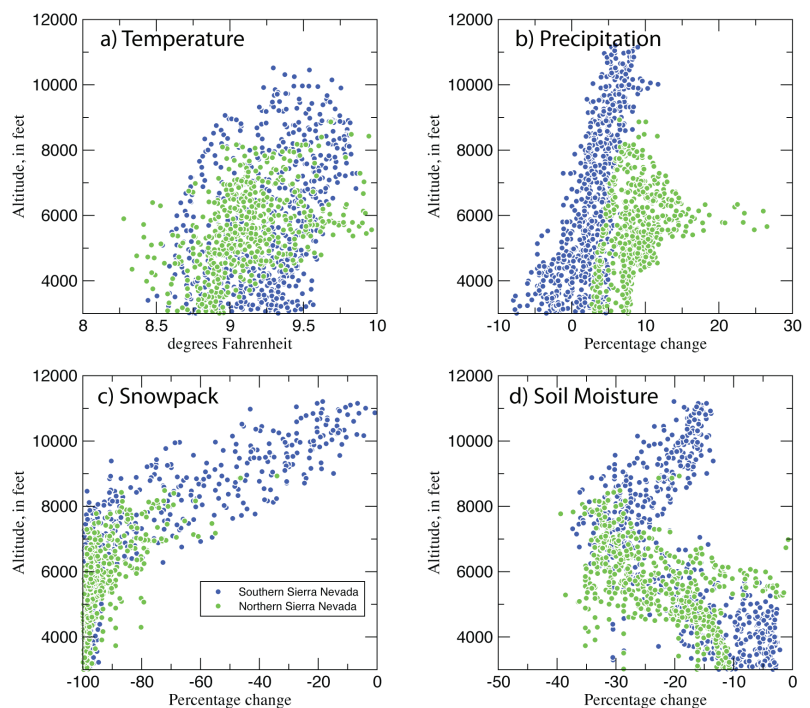 a) Temperature
12000
10000
8000
6000
4000
Altitude, in feet
8 8.5 9 9.5 10
degrees Fahrenheit
b) Precipitation
12000
10000
8000
6000
4000
Altitude, in feet
-10 0 10 20 30
Percentage change
c) Snowpack
12000
10000
8000
6000
4000
Altitude, in feet
Southern Sierra Nevada
Northern Sierra Nevada
-100 -80 -60 -40 -20 0
Percentage change
d) Soil Moisture
12000
10000
8000
6000
4000
Altitude, in feet
-50 -40 -30 -20 -10 0
Percentage change